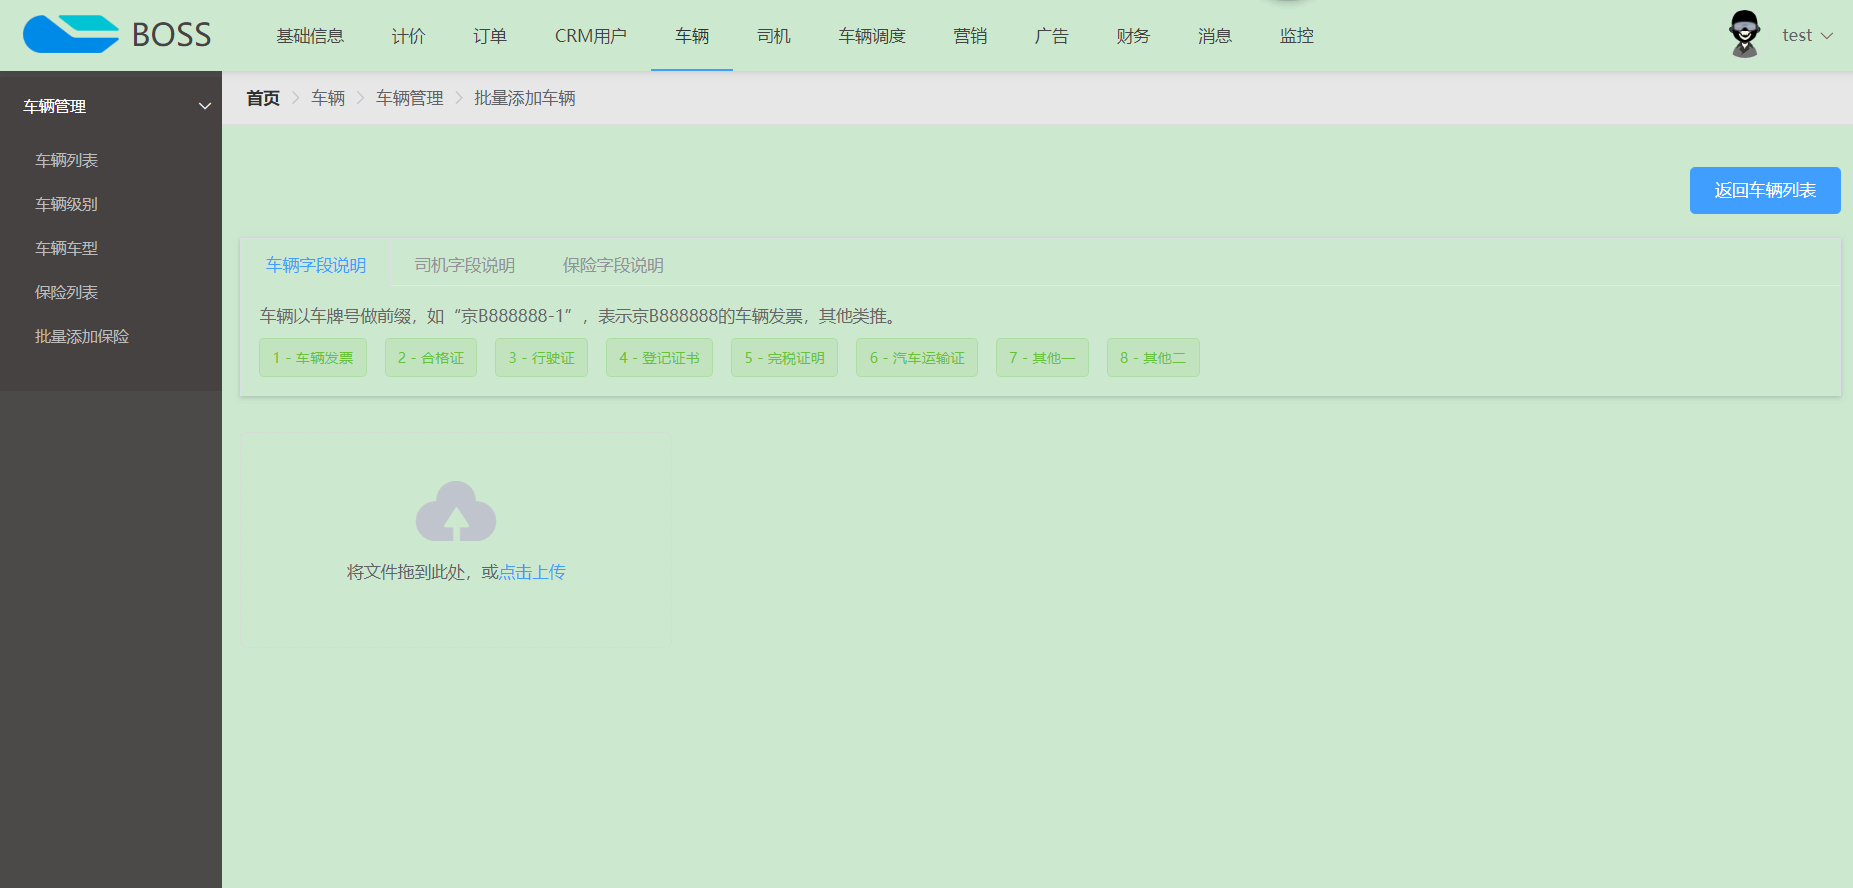 BOSS
基础信息 计价 订单 CRM用户 车辆 司机 车辆调度 营销 广告 财务 消息 监控
test
车辆管理
车辆列表
车辆级别
车辆车型
保险列表
批量添加保险
首页 车辆 车辆管理 批量添加车辆
返回车辆列表
车辆字段说明 司机字段说明 保险字段说明
车辆以车牌号做前缀，如“京B888888-1”，表示京B888888的车辆发票，其他类推。
1 - 车辆发票 2 - 合格证 3 - 行驶证 4 - 登记证书 5 - 完税证明 6 - 汽车运输证 7 - 其他一 8 - 其他二
将文件拖到此处，或点击上传